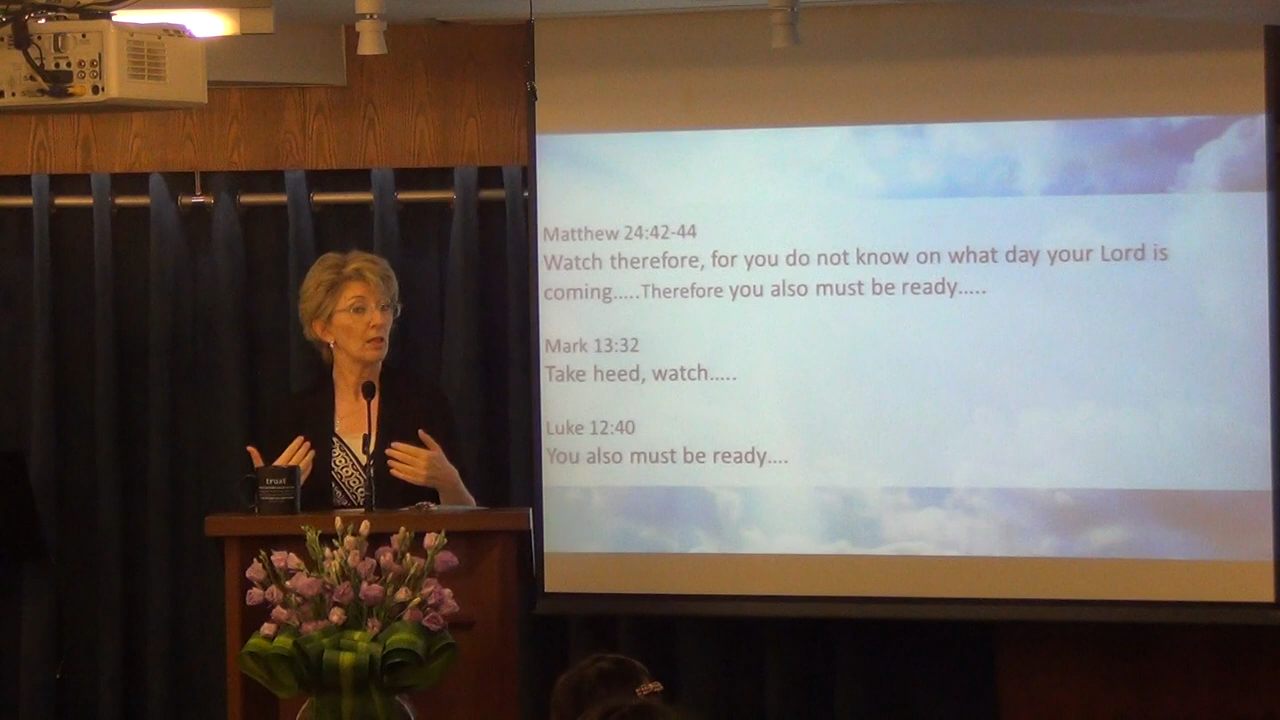 Matthew 24:42-44
Watch therefore, for you do not know on what day your Lord is
coming.....Therefore you also must be ready.....
Mark 13:32
Take heed, watch.....
Luke 12:40
You also must be ready....
trust